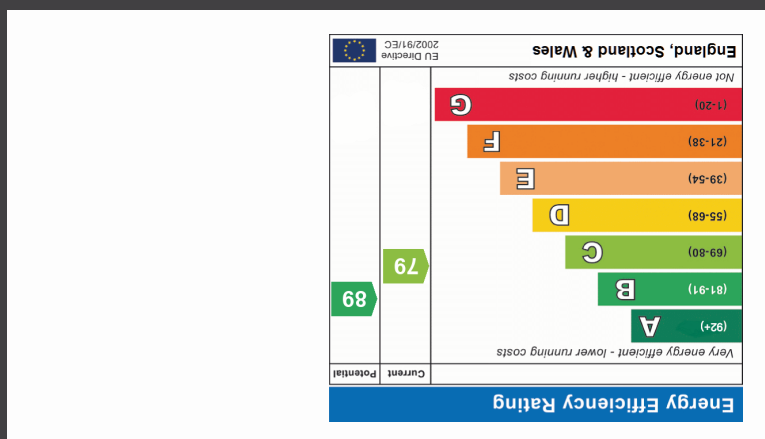 Energy Efficiency Rating
Current Potential
Very energy efficient - lower running costs
(92+) A
(81-91) B
(69-80) C
(55-68) D
(39-54) E
(21-38) F
(1-20) G
79
89
Not energy efficient - higher running costs
England, Scotland & Wales
EU Directive
2002/91/EC